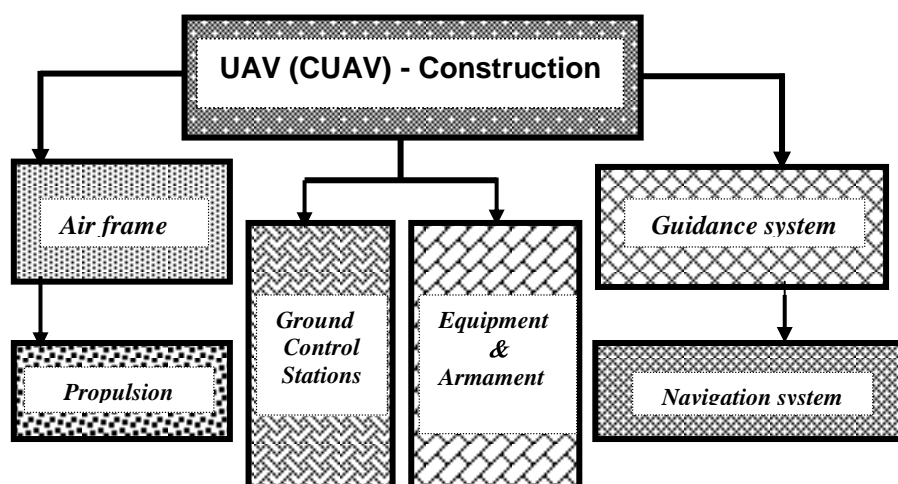 UAV (CUAV) - Construction
Air frame
Guidance system
Ground
Control
Stations
Equipment
&
Armament
Propulsion
Navigation system